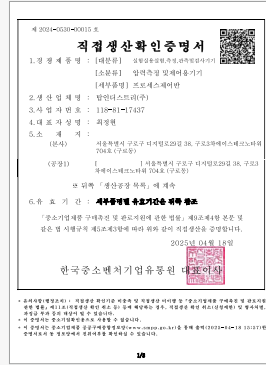 제 2024-0530-00015 호
직접생산확인증명서
1. 경 쟁 제 품 명 : [대분류] 실험실용실험,측정,관측및검사기기
[소분류] 압력측정 및제어용기기
[세부품명] 프로세스제어반
2. 생 산 업 체 명 : 탑인더스트리(주)
3. 사 업 자 번 호 : 118-81-17437
4. 대 표 자 성 명 : 최정현
5. 소 재 지 :
(본사) 서울특별시 구로구 디지털로29길 38, 구로3차에이스테크노타워
704호 (구로동)
(공장1) [ ] 서울특별시 구로구 디지털로29길 38, 구로3
차에이스테크노타워 704호 (구로동)
※ 뒤쪽 「생산공장 목록」에 계속
6. 유 효 기 간 : 세부품명별 유효기간은 뒤쪽 참조
「중소기업제품 구매촉진 및 판로지원에 관한 법률」제9조제4항 본문 및
같은 법 시행규칙 제5조제3항에 따라 위와 같이 직접생산을 증명합니다.
2025년 04월 18일
한국중소벤처기업유통원 대표이사
1/8